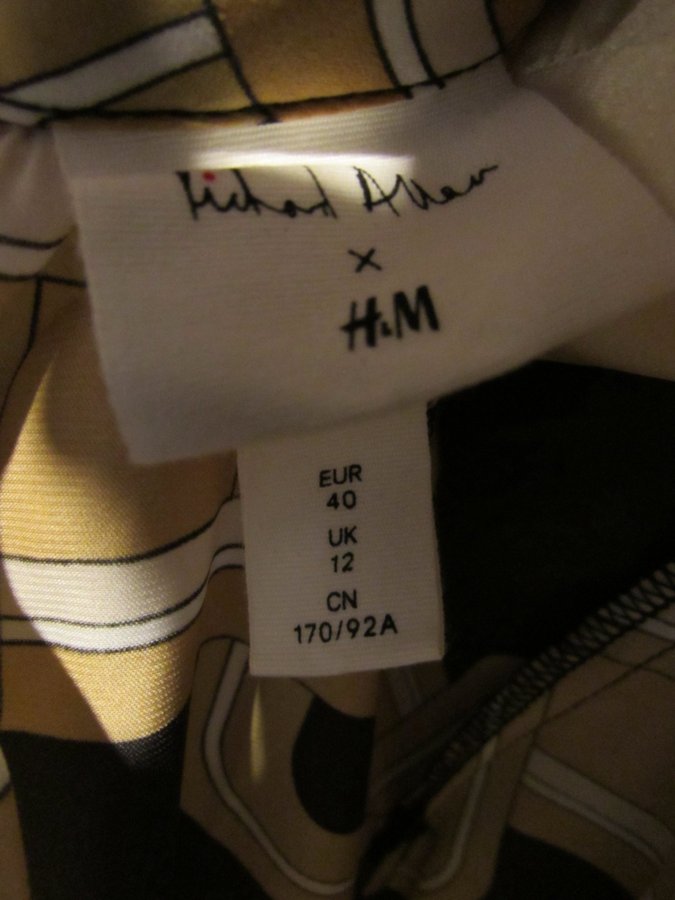 Richard Allan
×
H&M
EUR
40
UK
12
CN
170/92A